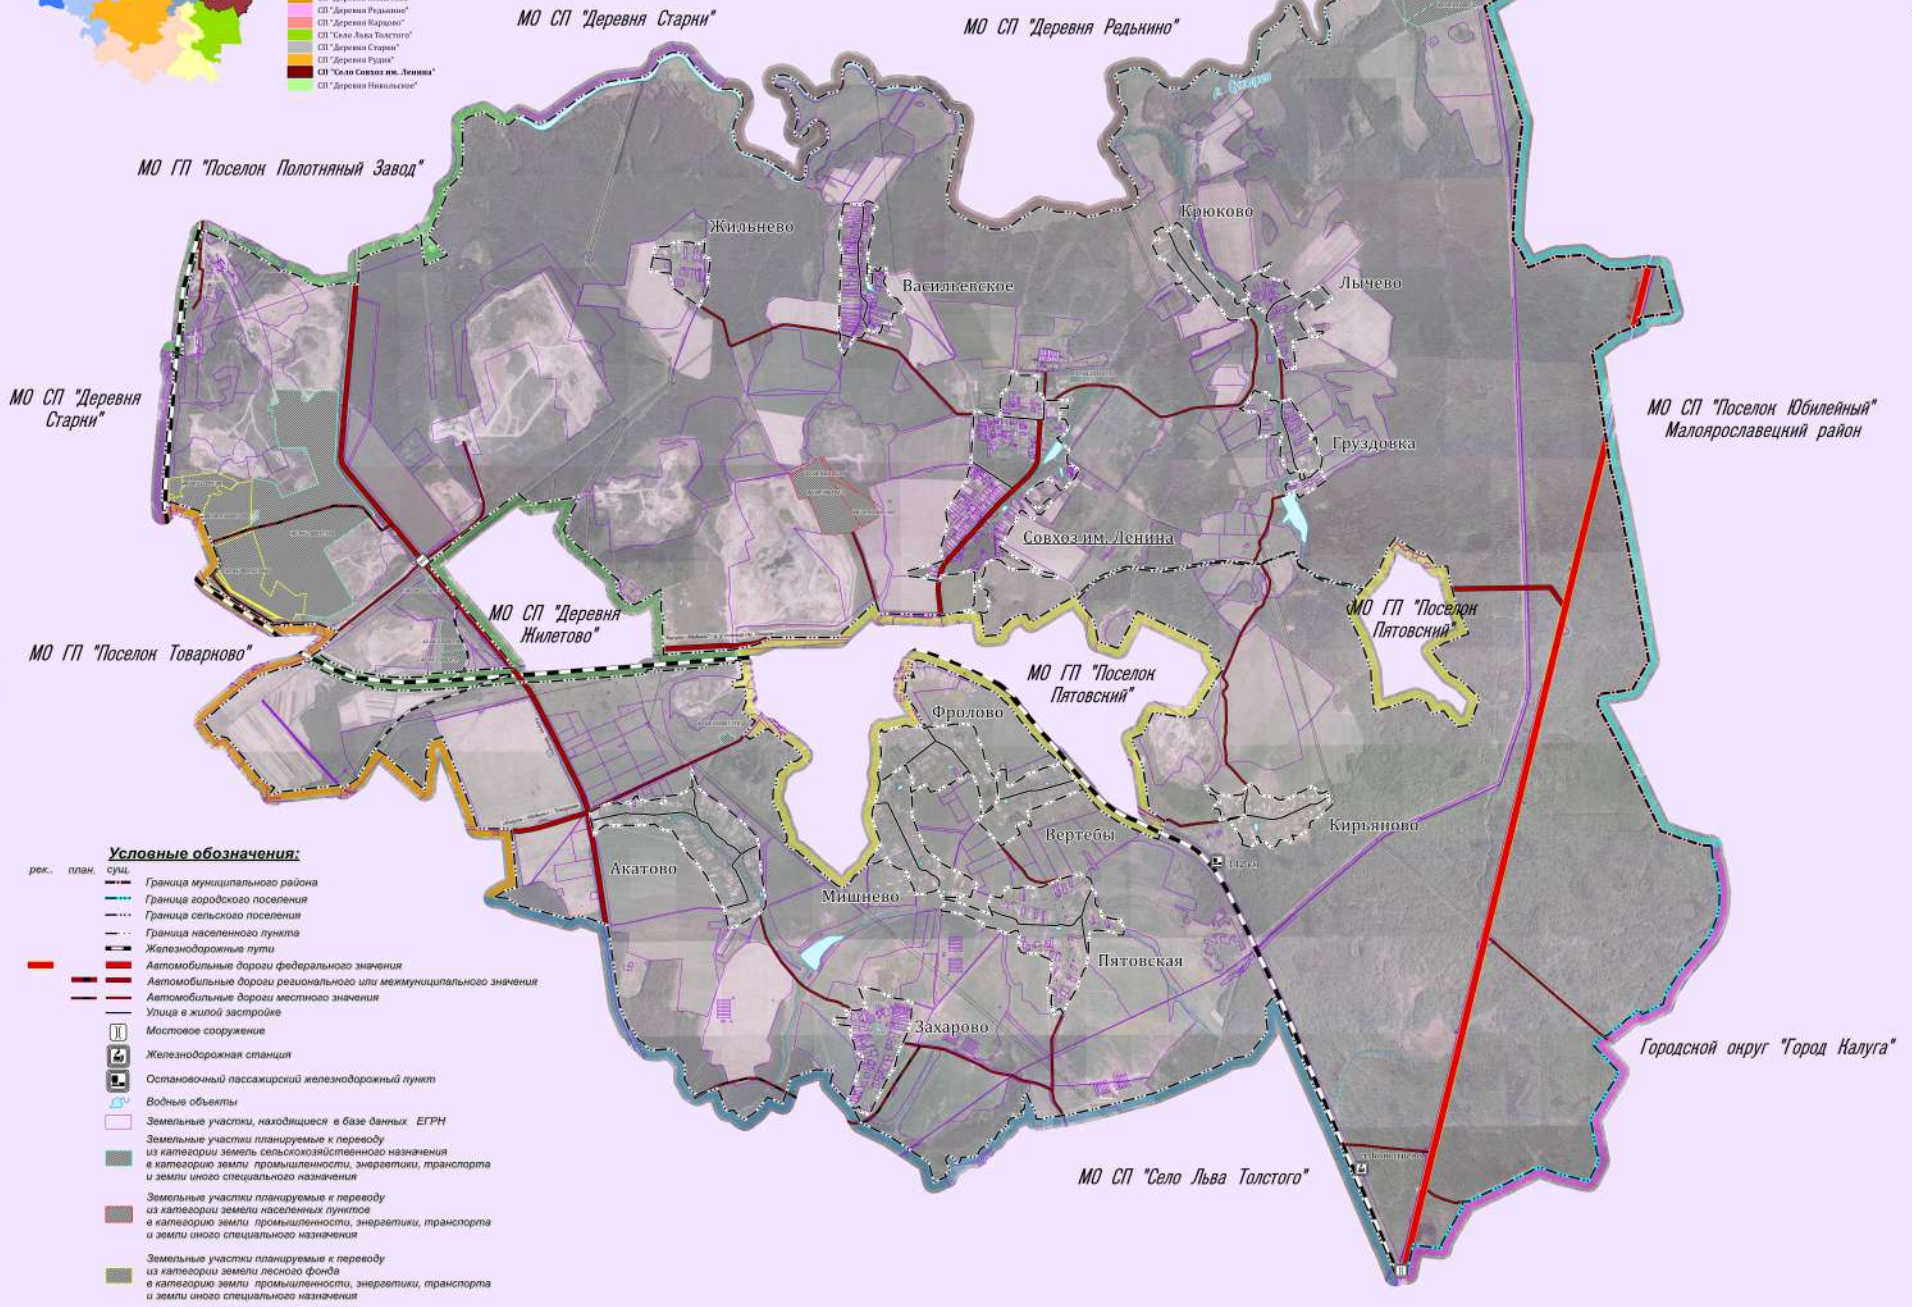 СП "Деревня Редькино"
СП "Деревня Карцово"
СП "Село Льва Толстого"
СП "Деревня Старки"
СП "Деревня Рудня"
СП "Село Совхоз им. Ленина"
СП "Деревня Никольское"
МО СП "Деревня Старки"
МО СП "Деревня Редькино"
МО ГП "Поселок Полотняный Завод"
Крюково
Жильнево
Васильевское
Лычево
МО СП "Деревня
Старки"
МО СП "Поселок Юбилейный"
Малоярославецкий район
Груздовка
Совхоз им. Ленина
МО СП "Деревня
Жилетово"
МО ГП "Поселок
Пятовский"
МО ГП "Поселок Товарково"
МО ГП "Поселок
Пятовский"
Фролово
Вертебы
Кирьяново
Акатово
Мишнево
Пятовская
Захарово
Городской округ "Город Калуга"
МО СП "Село Льва Толстого"
Условные обозначения:
рек.. план. сущ.
Граница муниципального района
Граница городского поселения
Граница сельского поселения
Граница населенного пункта
Железнодорожные пути
Автомобильные дороги федерального значения
Автомобильные дороги регионального или межмуниципального значения
Автомобильные дороги местного значения
Улица в жилой застройке
Мостовое сооружение
Железнодорожная станция
Остановочный пассажирский железнодорожный пункт
Водные объекты
Земельные участки, находящиеся в базе данных ЕГРН
Земельные участки планируемые к переводу
из категории земель сельскохозяйственного назначения
в категорию земли промышленности, энергетики, транспорта
и земли иного специального назначения
Земельные участки планируемые к переводу
из категории земели населенных пунктов
в категорию земли промышленности, энергетики, транспорта
и земли иного специального назначения
Земельные участки планируемые к переводу
из категории земели лесного фонда
в категорию земли промышленности, энергетики, транспорта
и земли иного специального назначения